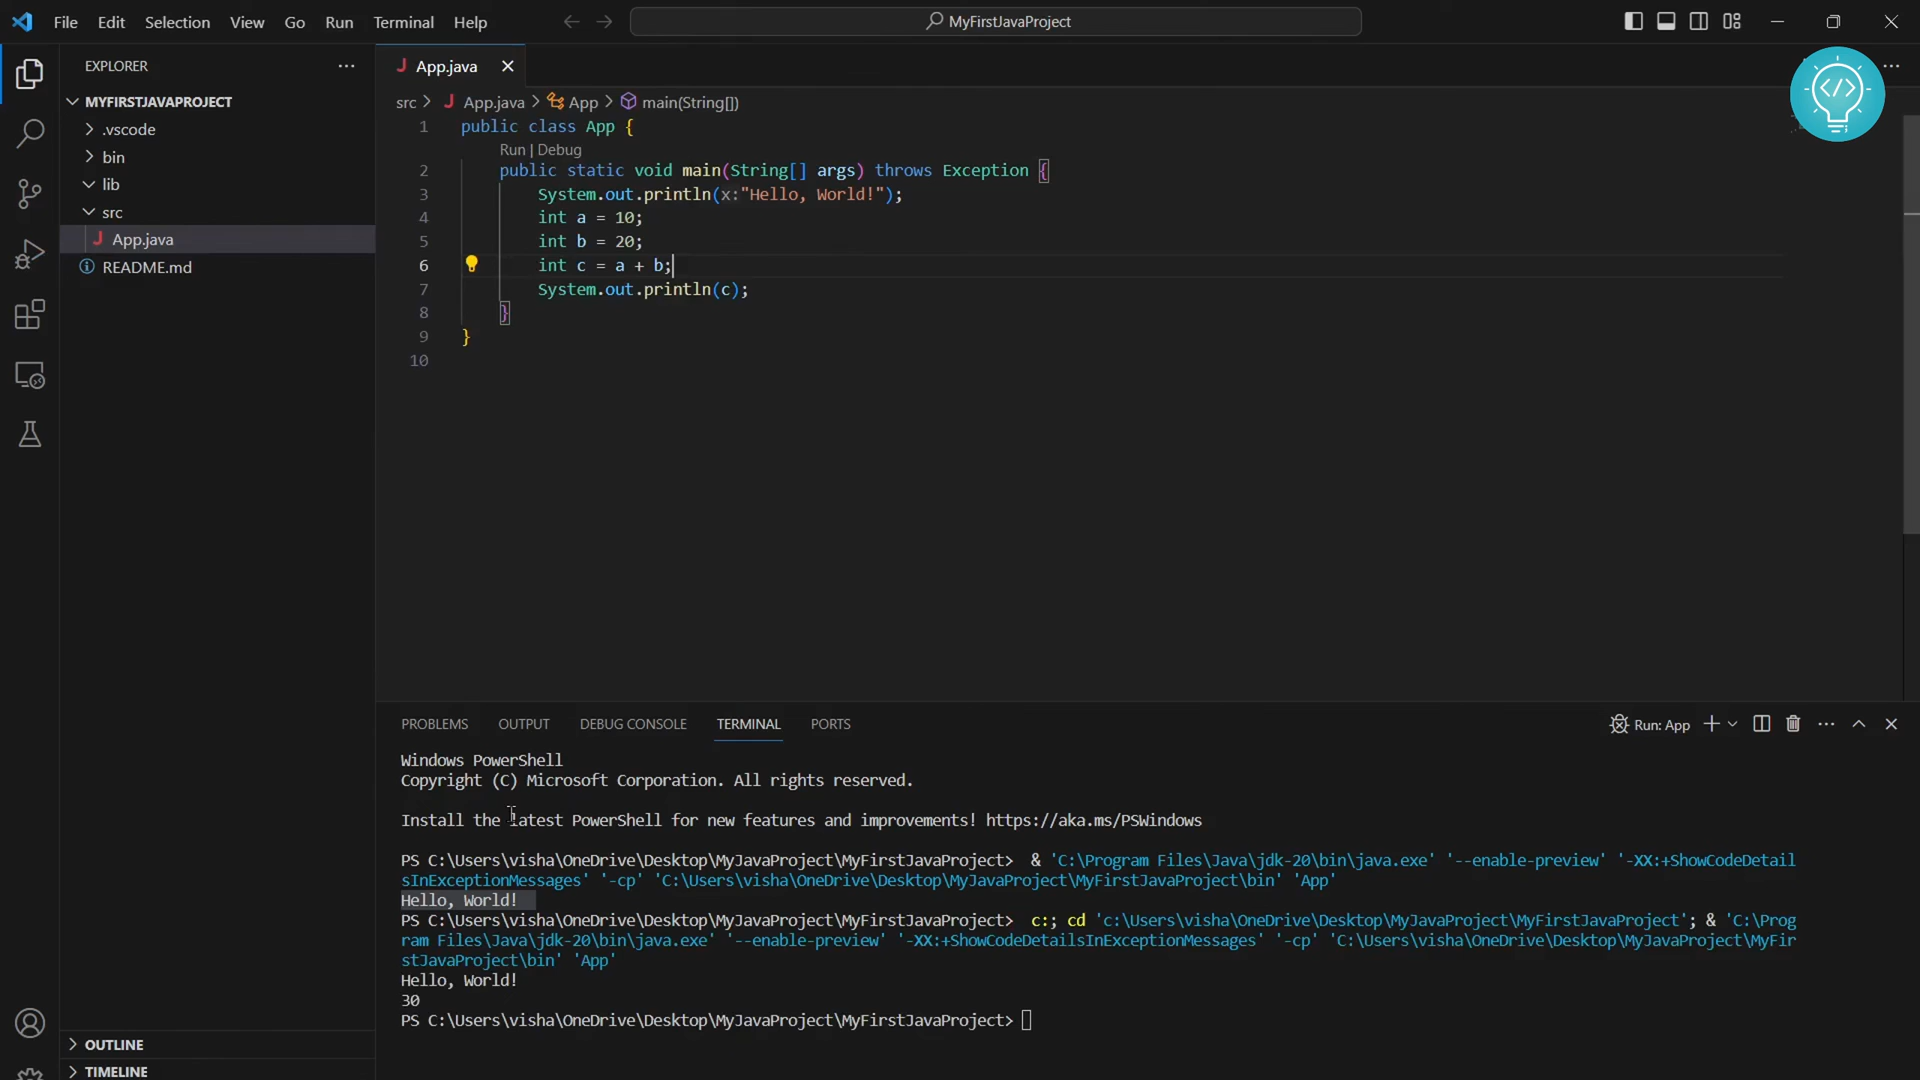 File Edit Selection View Go Run Terminal Help
MyFirstJavaProject
EXPLORER
MYFIRSTJAVAPROJECT
.vscode
bin
lib
src
J App.java
README.md
OUTLINE
TIMELINE
J App.java
src > J App.java > App > main(String[])
1 public class App {
Run | Debug
2 public static void main(String[] args) throws Exception {
3 System.out.println(x:"Hello, World!");
4 int a = 10;
5 int b = 20;
6 int c = a + b;
7 System.out.println(c);
8 }
9 }
10
</>
PROBLEMS OUTPUT DEBUG CONSOLE TERMINAL PORTS
Run: App
Windows PowerShell
Copyright (C) Microsoft Corporation. All rights reserved.
Install the latest PowerShell for new features and improvements! https://aka.ms/PSWindows
PS C:\Users\visha\OneDrive\Desktop\MyJavaProject\MyFirstJavaProject> & 'C:\Program Files\Java\jdk-20\bin\java.exe' '--enable-preview' '-XX:+ShowCodeDetail
sInExceptionMessages' '-cp' 'C:\Users\visha\OneDrive\Desktop\MyJavaProject\MyFirstJavaProject\bin' 'App'
Hello, World!
PS C:\Users\visha\OneDrive\Desktop\MyJavaProject\MyFirstJavaProject> c:; cd 'c:\Users\visha\OneDrive\Desktop\MyJavaProject\MyFirstJavaProject'; & 'C:\Prog
ram Files\Java\jdk-20\bin\java.exe' '--enable-preview' '-XX:+ShowCodeDetailsInExceptionMessages' '-cp' 'C:\Users\visha\OneDrive\Desktop\MyJavaProject\MyFir
stJavaProject\bin' 'App'
Hello, World!
30
PS C:\Users\visha\OneDrive\Desktop\MyJavaProject\MyFirstJavaProject>